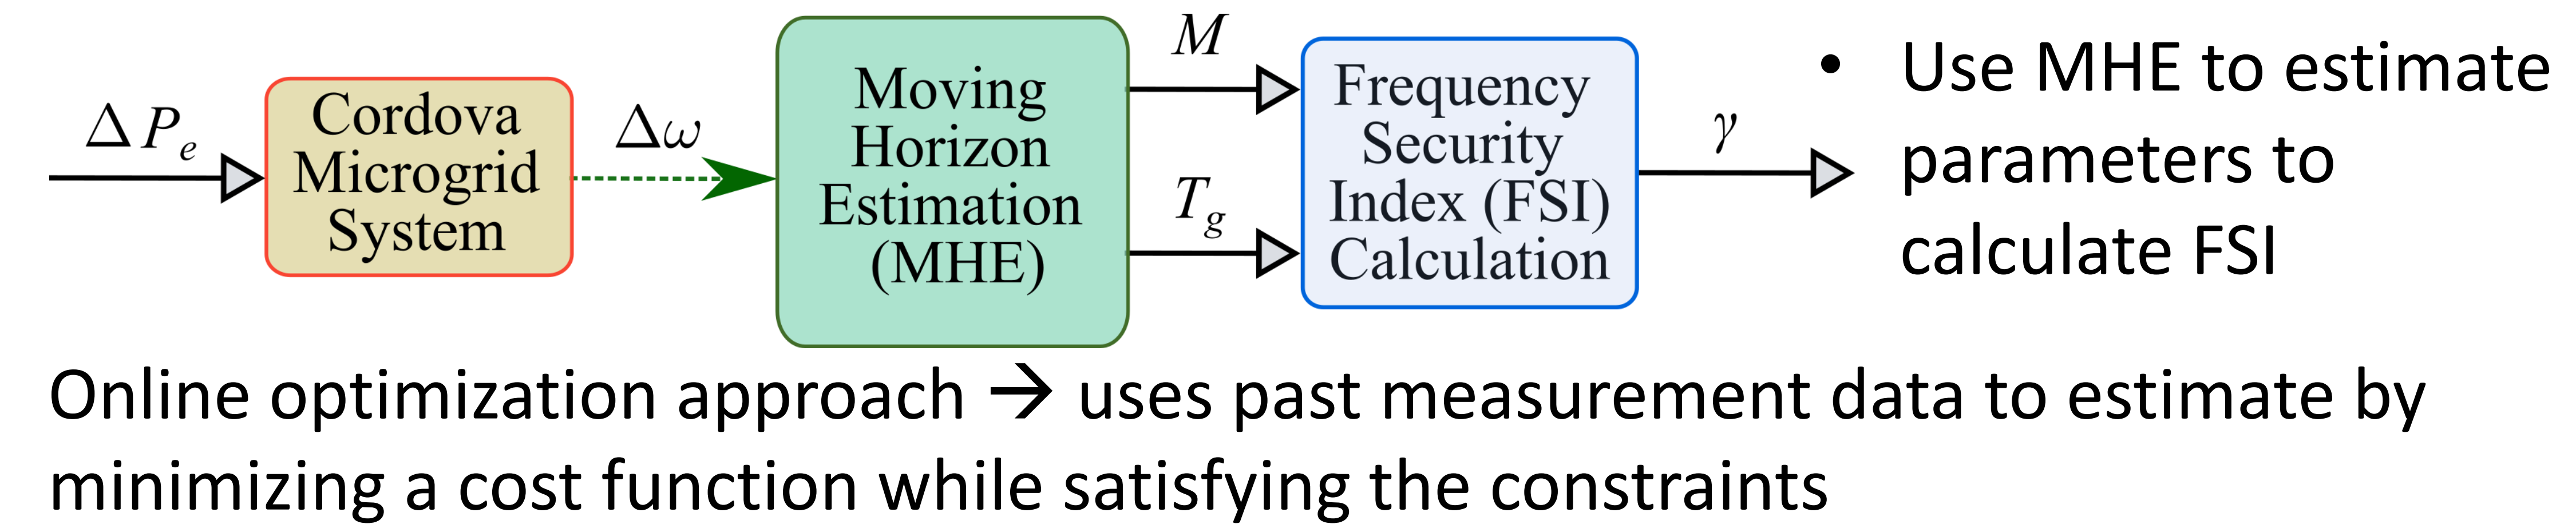 Δ P_e
Cordova
Microgrid
System
Δω
Moving
Horizon
Estimation
(MHE)
M
T_g
Frequency
Security
Index (FSI)
Calculation
γ
• Use MHE to estimate
parameters to
calculate FSI
Online optimization approach → uses past measurement data to estimate by
minimizing a cost function while satisfying the constraints